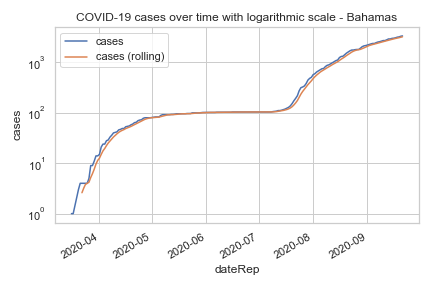 COVID-19 cases over time with logarithmic scale - Bahamas
cases
cases (rolling)
10³
10²
10¹
10⁰
cases
2020-04
2020-05
2020-06
2020-07
2020-08
2020-09
dateRep